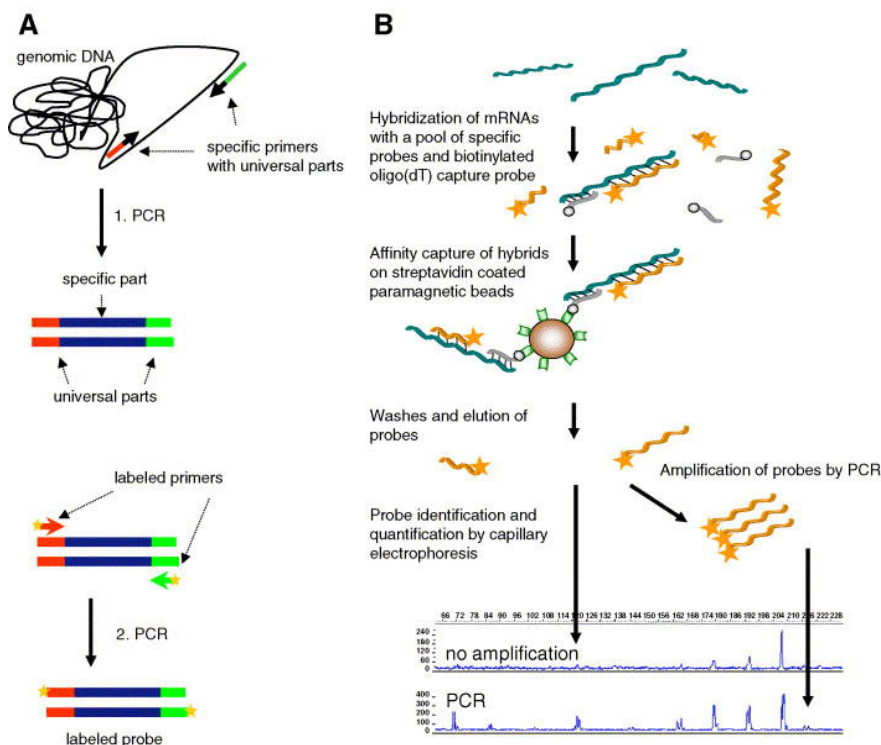 A
genomic DNA
specific primers
with universal parts
1. PCR
specific part
universal parts
labeled primers
2. PCR
labeled probe
B
Hybridization of mRNAs
with a pool of specific
probes and biotinylated
oligo(dT) capture probe
Affinity capture of hybrids
on streptavidin coated
paramagnetic beads
Washes and elution of
probes
Amplification of probes by PCR
Probe identification and
quantification by capillary
electrophoresis
66 72 78 84 90 96 102 108 114 120 126 132 138 144 150 156 162 168 174 180 186 192 198 204 210 216 222 228
240
180
120
60
0
no amplification
400
300
200
100
0
PCR